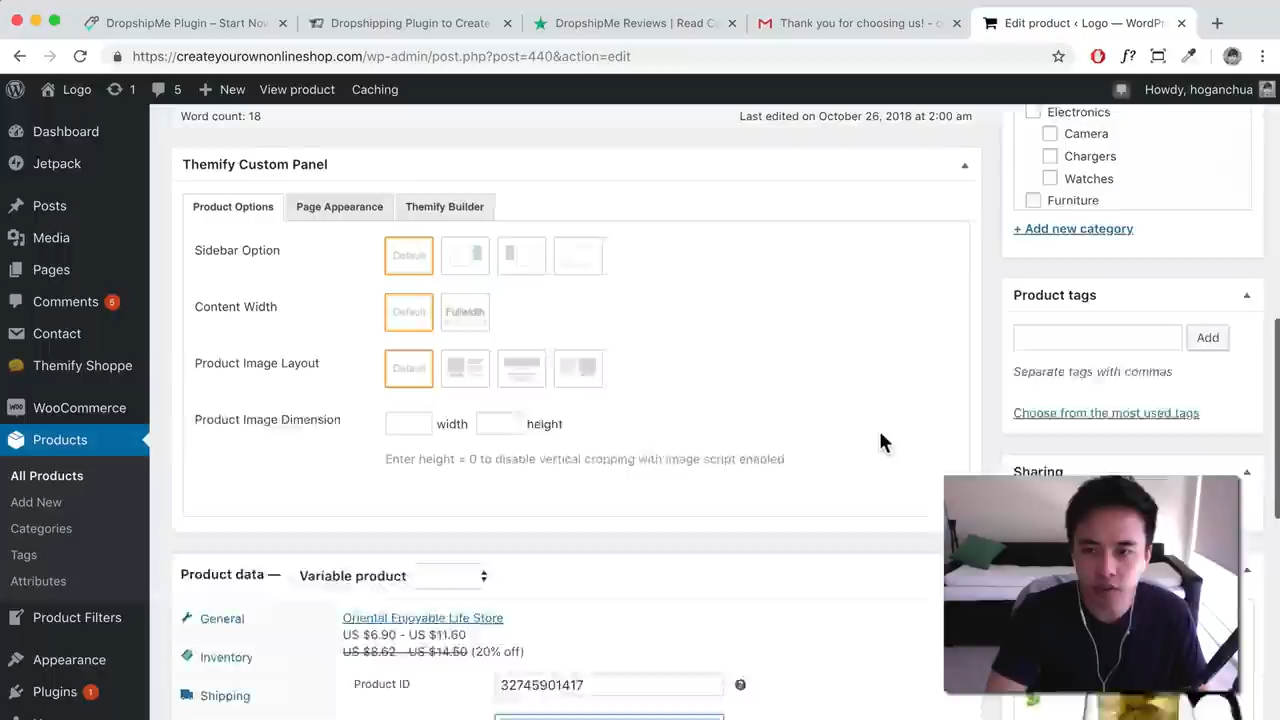 DropshipMe Plugin – Start Now
Dropshipping Plugin to Create
DropshipMe Reviews | Read C
Thank you for choosing us! - c
Edit product ‹ Logo — WordPr
https://createyourownonlineshop.com/wp-admin/post.php?post=440&action=edit
Logo
1
5
New
View product
Caching
Howdy, hoganchua
Dashboard
Jetpack
Posts
Media
Pages
Comments 5
Contact
Themify Shoppe
WooCommerce
Products
All Products
Add New
Categories
Tags
Attributes
Product Filters
Appearance
Plugins 1
Word count: 18
Last edited on October 26, 2018 at 2:00 am
Themify Custom Panel
Product Options
Page Appearance
Themify Builder
Sidebar Option
Default
Content Width
Default
Fullwidth
Product Image Layout
Default
Product Image Dimension
width
height
Enter height = 0 to disable vertical cropping with image script enabled
Product data —
Variable product
General
Inventory
Shipping
Oriental Enjoyable Life Store
US $6.90 - US $11.60
US $8.62 - US $14.50 (20% off)
Product ID
32745901417
Electronics
Camera
Chargers
Watches
Furniture
+ Add new category
Product tags
Add
Separate tags with commas
Choose from the most used tags
Sharing